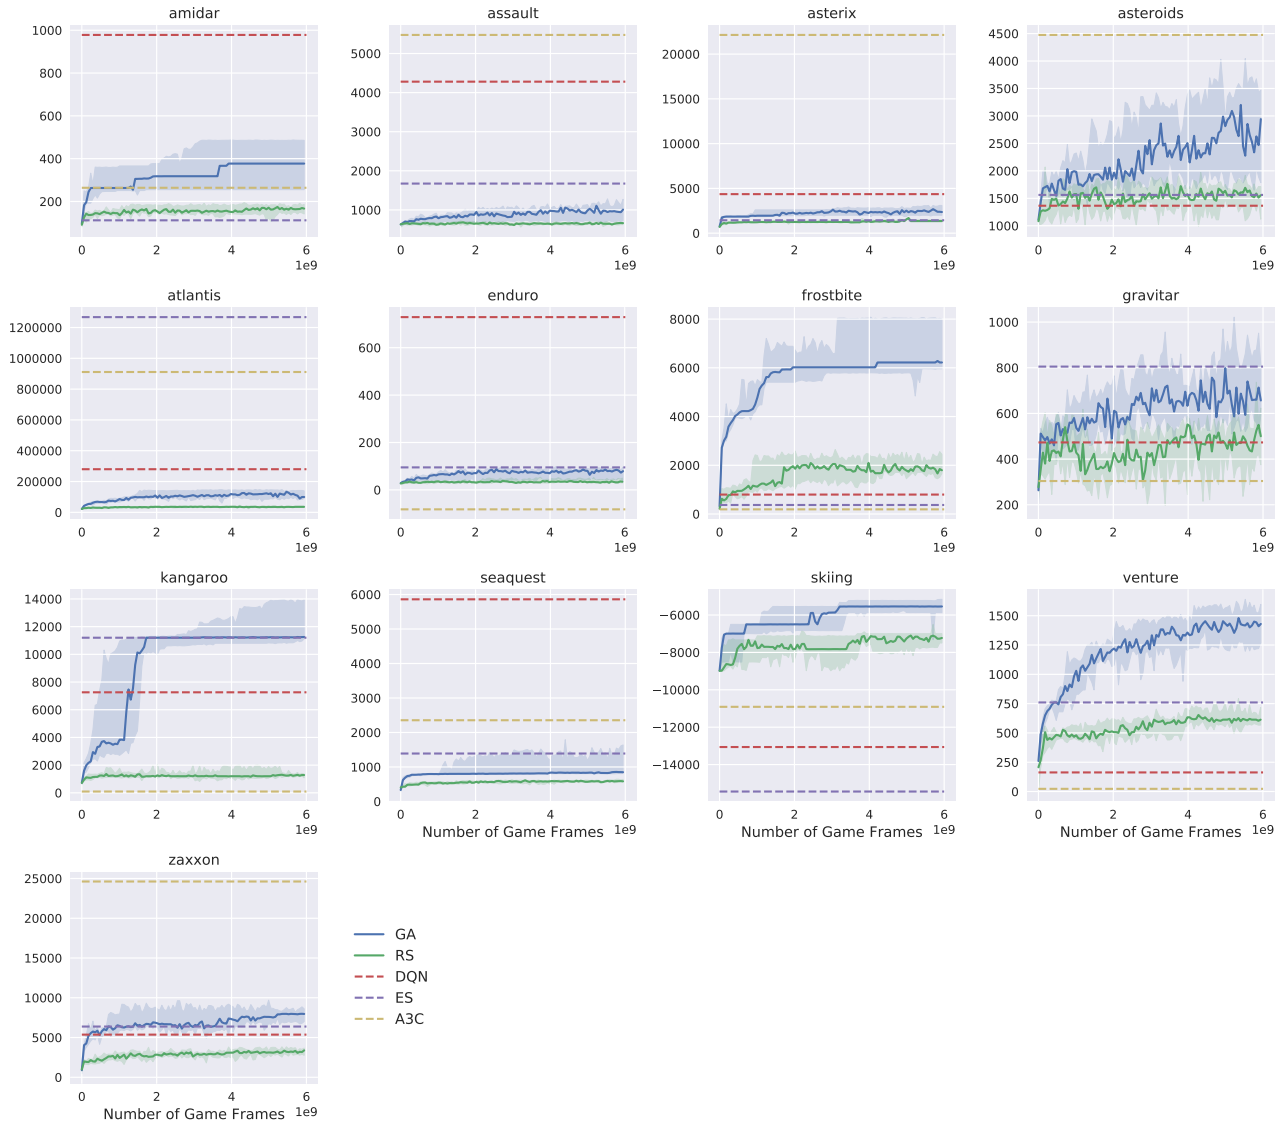 amidar
1000
800
600
400
200
0 2 4 6
1e9
assault
5000
4000
3000
2000
1000
0 2 4 6
1e9
asterix
20000
15000
10000
5000
0
0 2 4 6
1e9
asteroids
4500
4000
3500
3000
2500
2000
1500
1000
0 2 4 6
1e9
atlantis
1200000
1000000
800000
600000
400000
200000
0
0 2 4 6
1e9
enduro
600
400
200
0
0 2 4 6
1e9
frostbite
8000
6000
4000
2000
0
0 2 4 6
1e9
gravitar
1000
800
600
400
200
0 2 4 6
1e9
kangaroo
14000
12000
10000
8000
6000
4000
2000
0
0 2 4 6
1e9
seaquest
6000
5000
4000
3000
2000
1000
0
0 2 4 6
Number of Game Frames 1e9
skiing
−6000
−8000
−10000
−12000
−14000
0 2 4 6
Number of Game Frames 1e9
venture
1500
1250
1000
750
500
250
0
0 2 4 6
Number of Game Frames 1e9
zaxxon
25000
20000
15000
10000
5000
0
0 2 4 6
Number of Game Frames 1e9
GA
RS
DQN
ES
A3C